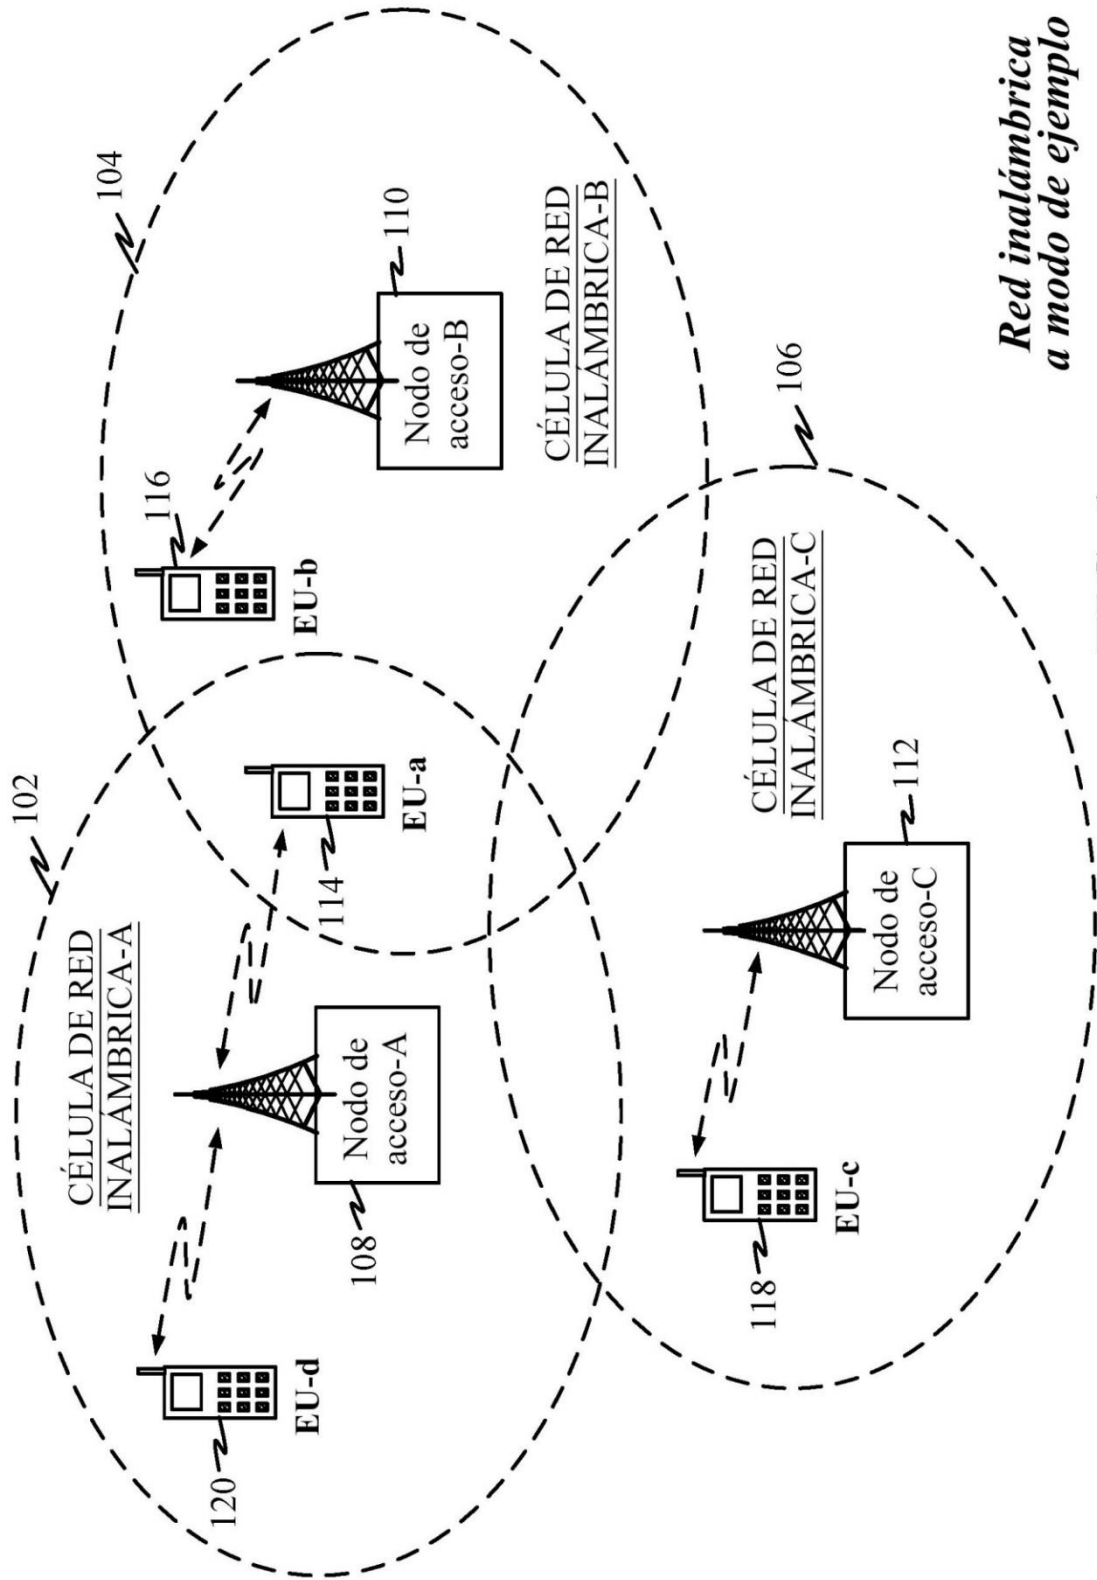 102
104
CÉLULA DE RED
INALÁMBRICA-A
120
EU-d
108
Nodo de
acceso-A
114
EU-a
116
EU-b
110
Nodo de
acceso-B
CÉLULA DE RED
INALÁMBRICA-B
118
EU-c
CÉLULA DE RED
INALÁMBRICA-C
106
112
Nodo de
acceso-C
Red inalámbrica
a modo de ejemplo